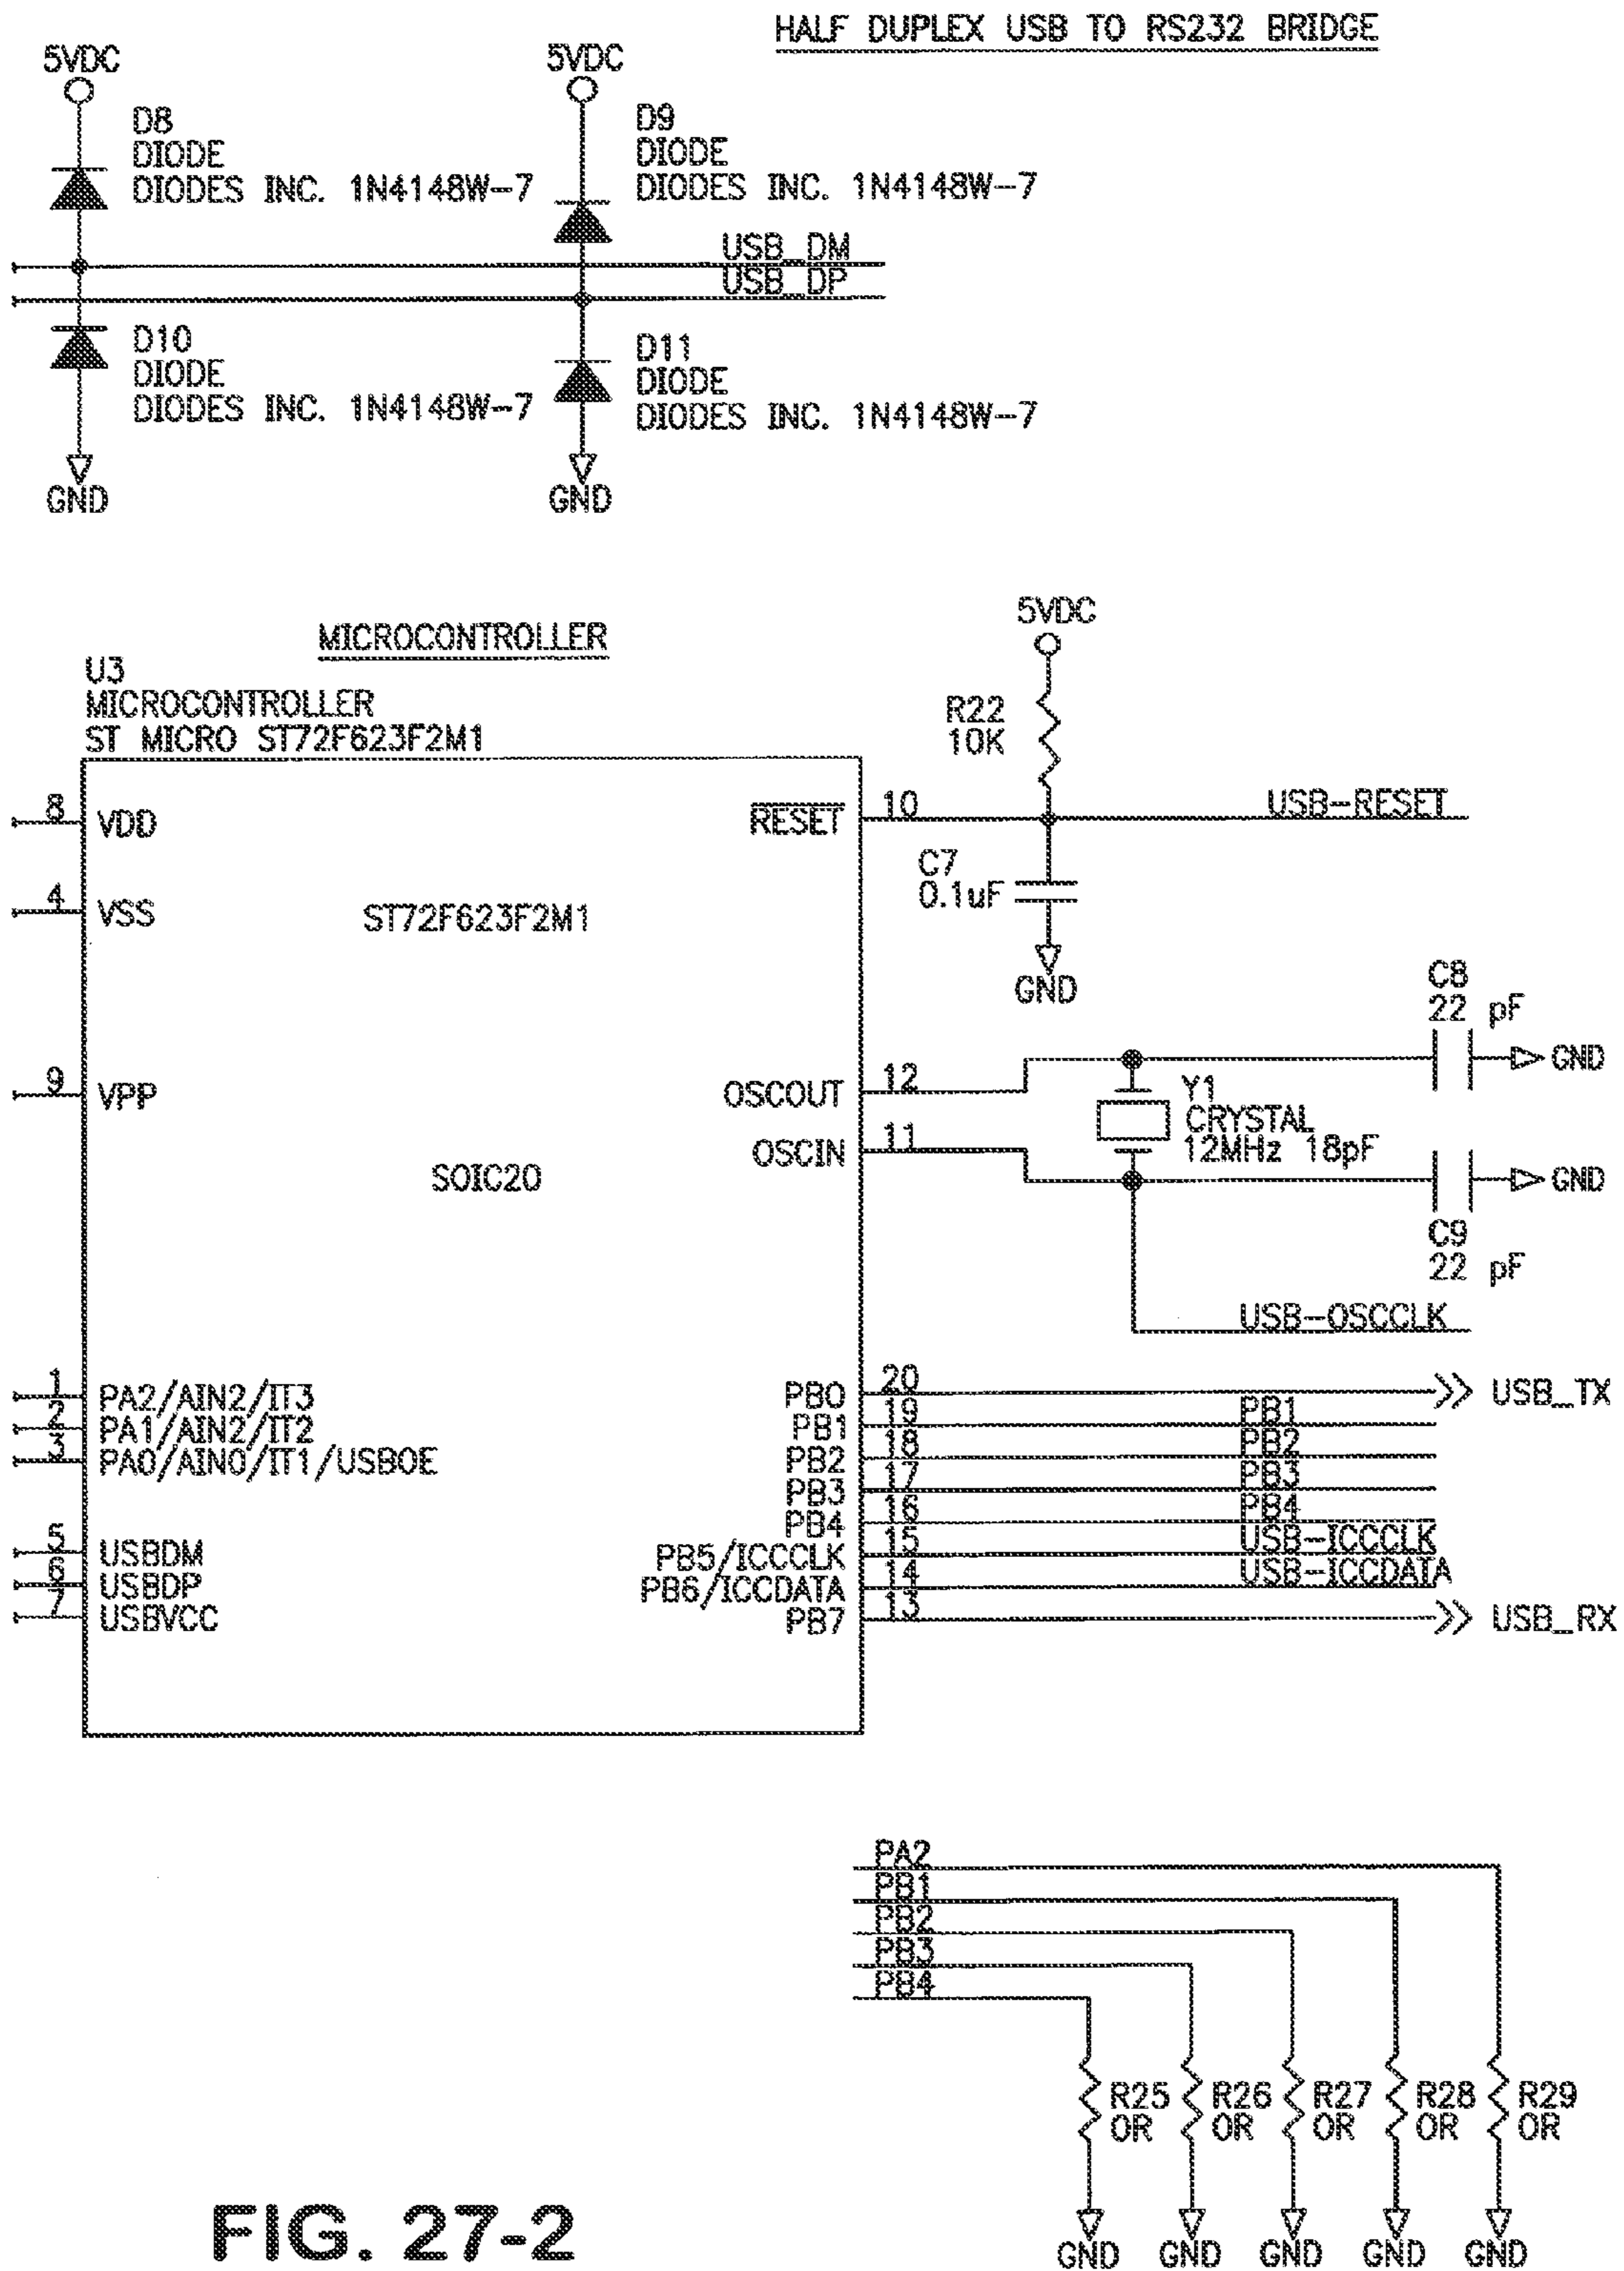 HALF DUPLEX USB TO RS232 BRIDGE
5VDC
5VDC
D8
DIODE
DIODES INC. 1N4148W-7
D9
DIODE
DIODES INC. 1N4148W-7
USB_DM
USB_DP
D10
DIODE
DIODES INC. 1N4148W-7
D11
DIODE
DIODES INC. 1N4148W-7
GND
GND
MICROCONTROLLER
U3
MICROCONTROLLER
ST MICRO ST72F623F2M1
5VDC
R22
10K
8 VDD
RESET 10
USB-RESET
4 VSS
ST72F623F2M1
C7
0.1uF
GND
C8
22 pF
GND
9 VPP
OSCOUT 12
Y1
CRYSTAL
12MHz 18pF
OSCIN 11
SOIC20
GND
C9
22 pF
USB-OSCCLK
1 PA2/AIN2/IT3
2 PA1/AIN2/IT2
3 PA0/AIN0/IT1/USBOE
5 USBDM
6 USBDP
7 USBVCC
PB0 20 USB_TX
PB1 19 PB1
PB2 18 PB2
PB3 17 PB3
PB4 16 PB4
PB5/ICCCLK 15 USB-ICCCLK
PB6/ICCDATA 14 USB-ICCDATA
PB7 13 USB_RX
PA2
PB1
PB2
PB3
PB4
R25 R26 R27 R28 R29
0R 0R 0R 0R 0R
GND GND GND GND GND
FIG. 27-2